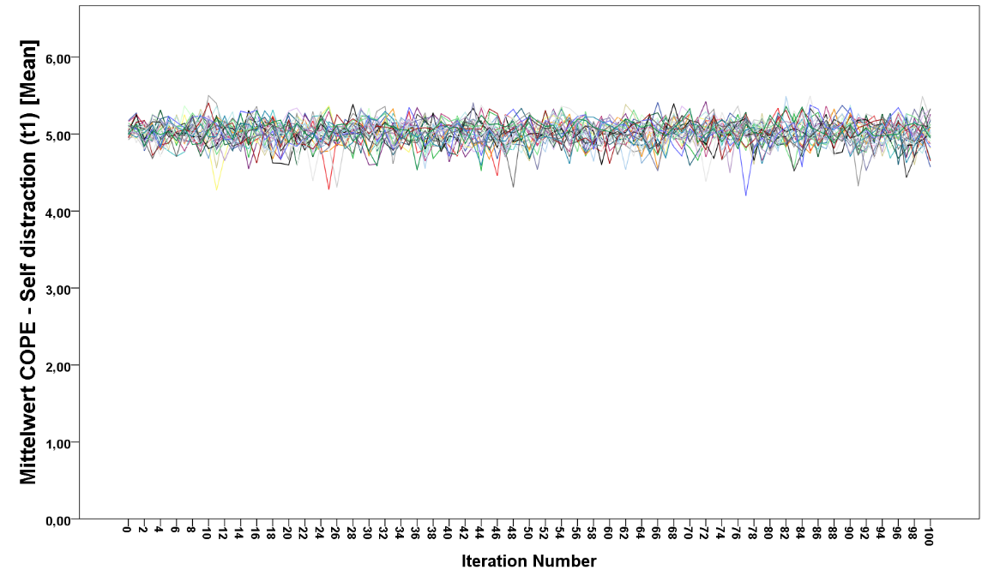 Mittelwert COPE - Self distraction (t1) [Mean]
6,00
5,00
4,00
3,00
2,00
1,00
0,00
0 2 4 6 8 10 12 14 16 18 20 22 24 26 28 30 32 34 36 38 40 42 44 46 48 50 52 54 56 58 60 62 64 66 68 70 72 74 76 78 80 82 84 86 88 90 92 94 96 98 100
Iteration Number